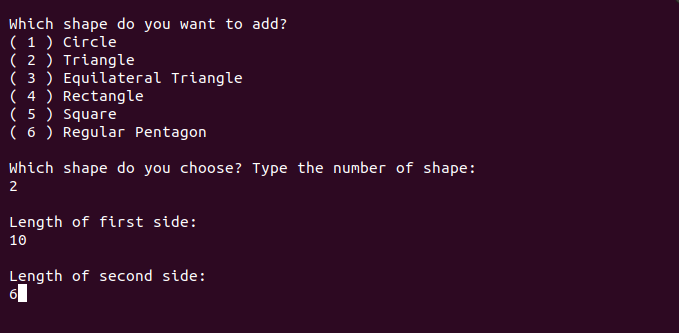 Which shape do you want to add?
( 1 ) Circle
( 2 ) Triangle
( 3 ) Equilateral Triangle
( 4 ) Rectangle
( 5 ) Square
( 6 ) Regular Pentagon
Which shape do you choose? Type the number of shape:
2
Length of first side:
10
Length of second side:
6